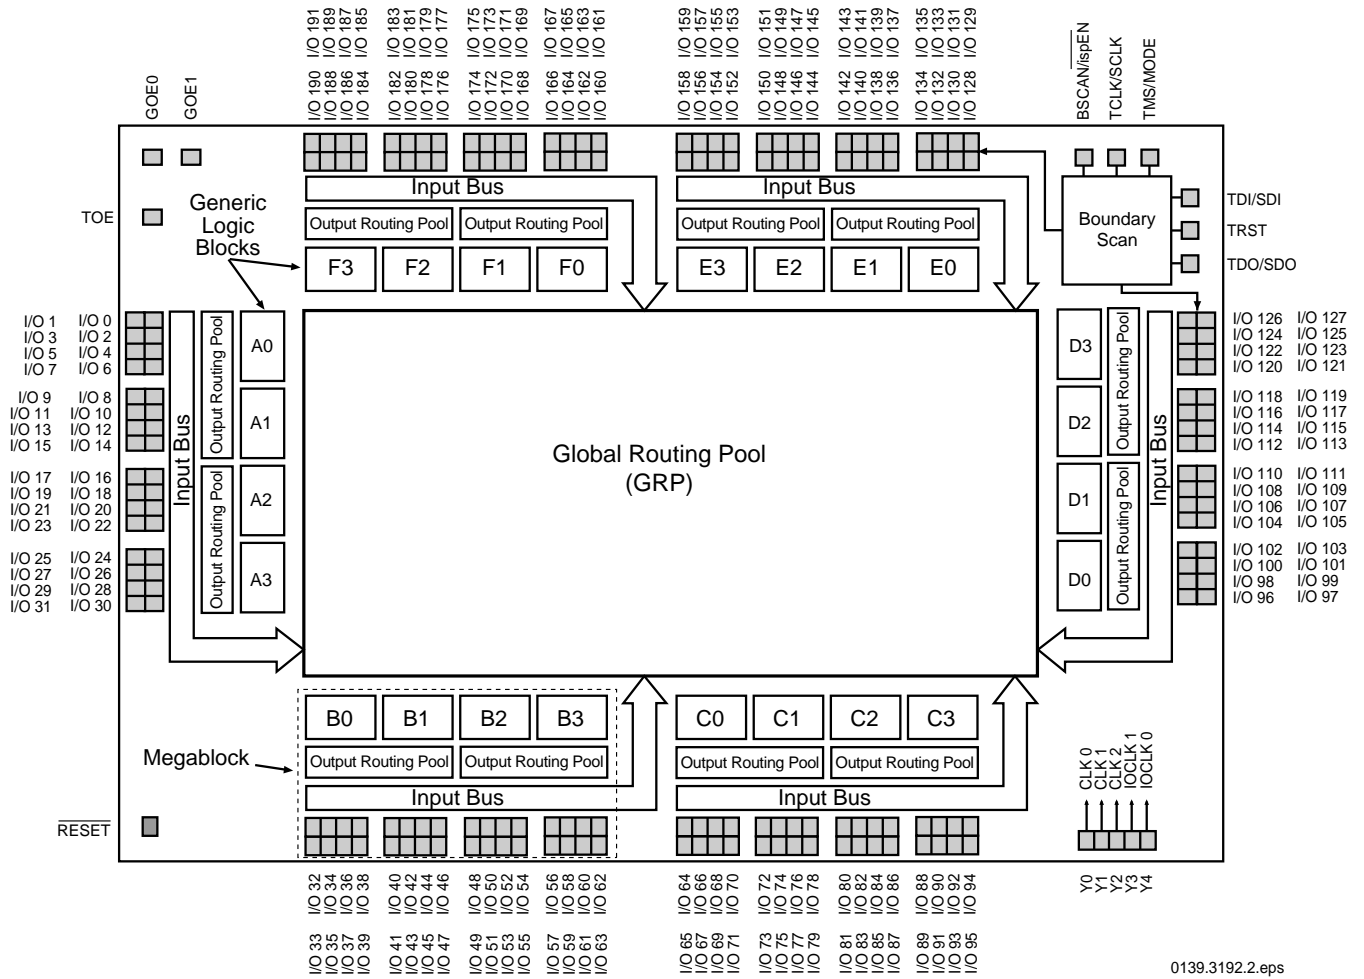 I/O 191 I/O 189 I/O 187 I/O 185
I/O 183 I/O 181 I/O 179 I/O 177
I/O 175 I/O 173 I/O 171 I/O 169
I/O 167 I/O 165 I/O 163 I/O 161
I/O 159 I/O 157 I/O 155 I/O 153
I/O 151 I/O 149 I/O 147 I/O 145
I/O 143 I/O 141 I/O 139 I/O 137
I/O 135 I/O 133 I/O 131 I/O 129
I/O 190 I/O 188 I/O 186 I/O 184
I/O 182 I/O 180 I/O 178 I/O 176
I/O 174 I/O 172 I/O 170 I/O 168
I/O 166 I/O 164 I/O 162 I/O 160
I/O 158 I/O 156 I/O 154 I/O 152
I/O 150 I/O 148 I/O 146 I/O 144
I/O 142 I/O 140 I/O 138 I/O 136
I/O 134 I/O 132 I/O 130 I/O 128
GOE0
GOE1
BSCAN/ispEN
TCLK/SCLK
TMS/MODE
TOE
Generic
Logic
Blocks
Input Bus
Output Routing Pool
Output Routing Pool
F3 F2 F1 F0
Input Bus
Output Routing Pool
Output Routing Pool
E3 E2 E1 E0
Boundary
Scan
TDI/SDI
TRST
TDO/SDO
I/O 1 I/O 0
I/O 3 I/O 2
I/O 5 I/O 4
I/O 7 I/O 6
I/O 9 I/O 8
I/O 11 I/O 10
I/O 13 I/O 12
I/O 15 I/O 14
I/O 17 I/O 16
I/O 19 I/O 18
I/O 21 I/O 20
I/O 23 I/O 22
I/O 25 I/O 24
I/O 27 I/O 26
I/O 29 I/O 28
I/O 31 I/O 30
Input Bus
Output Routing Pool
Output Routing Pool
A0
A1
A2
A3
Global Routing Pool
(GRP)
D3
D2
D1
D0
Output Routing Pool
Output Routing Pool
Input Bus
I/O 126 I/O 127
I/O 124 I/O 125
I/O 122 I/O 123
I/O 120 I/O 121
I/O 118 I/O 119
I/O 116 I/O 117
I/O 114 I/O 115
I/O 112 I/O 113
I/O 110 I/O 111
I/O 108 I/O 109
I/O 106 I/O 107
I/O 104 I/O 105
I/O 102 I/O 103
I/O 100 I/O 101
I/O 98 I/O 99
I/O 96 I/O 97
Megablock
B0 B1 B2 B3
Output Routing Pool
Output Routing Pool
Input Bus
C0 C1 C2 C3
Output Routing Pool
Output Routing Pool
Input Bus
CLK 0
CLK 1
CLK 2
IOCLK 1
IOCLK 0
RESET
Y0
Y1
Y2
Y3
Y4
I/O 32 I/O 34 I/O 36 I/O 38
I/O 40 I/O 42 I/O 44 I/O 46
I/O 48 I/O 50 I/O 52 I/O 54
I/O 56 I/O 58 I/O 60 I/O 62
I/O 64 I/O 66 I/O 68 I/O 70
I/O 72 I/O 74 I/O 76 I/O 78
I/O 80 I/O 82 I/O 84 I/O 86
I/O 88 I/O 90 I/O 92 I/O 94
I/O 33 I/O 35 I/O 37 I/O 39
I/O 41 I/O 43 I/O 45 I/O 47
I/O 49 I/O 51 I/O 53 I/O 55
I/O 57 I/O 59 I/O 61 I/O 63
I/O 65 I/O 67 I/O 69 I/O 71
I/O 73 I/O 75 I/O 77 I/O 79
I/O 81 I/O 83 I/O 85 I/O 87
I/O 89 I/O 91 I/O 93 I/O 95
0139.3192.2.eps